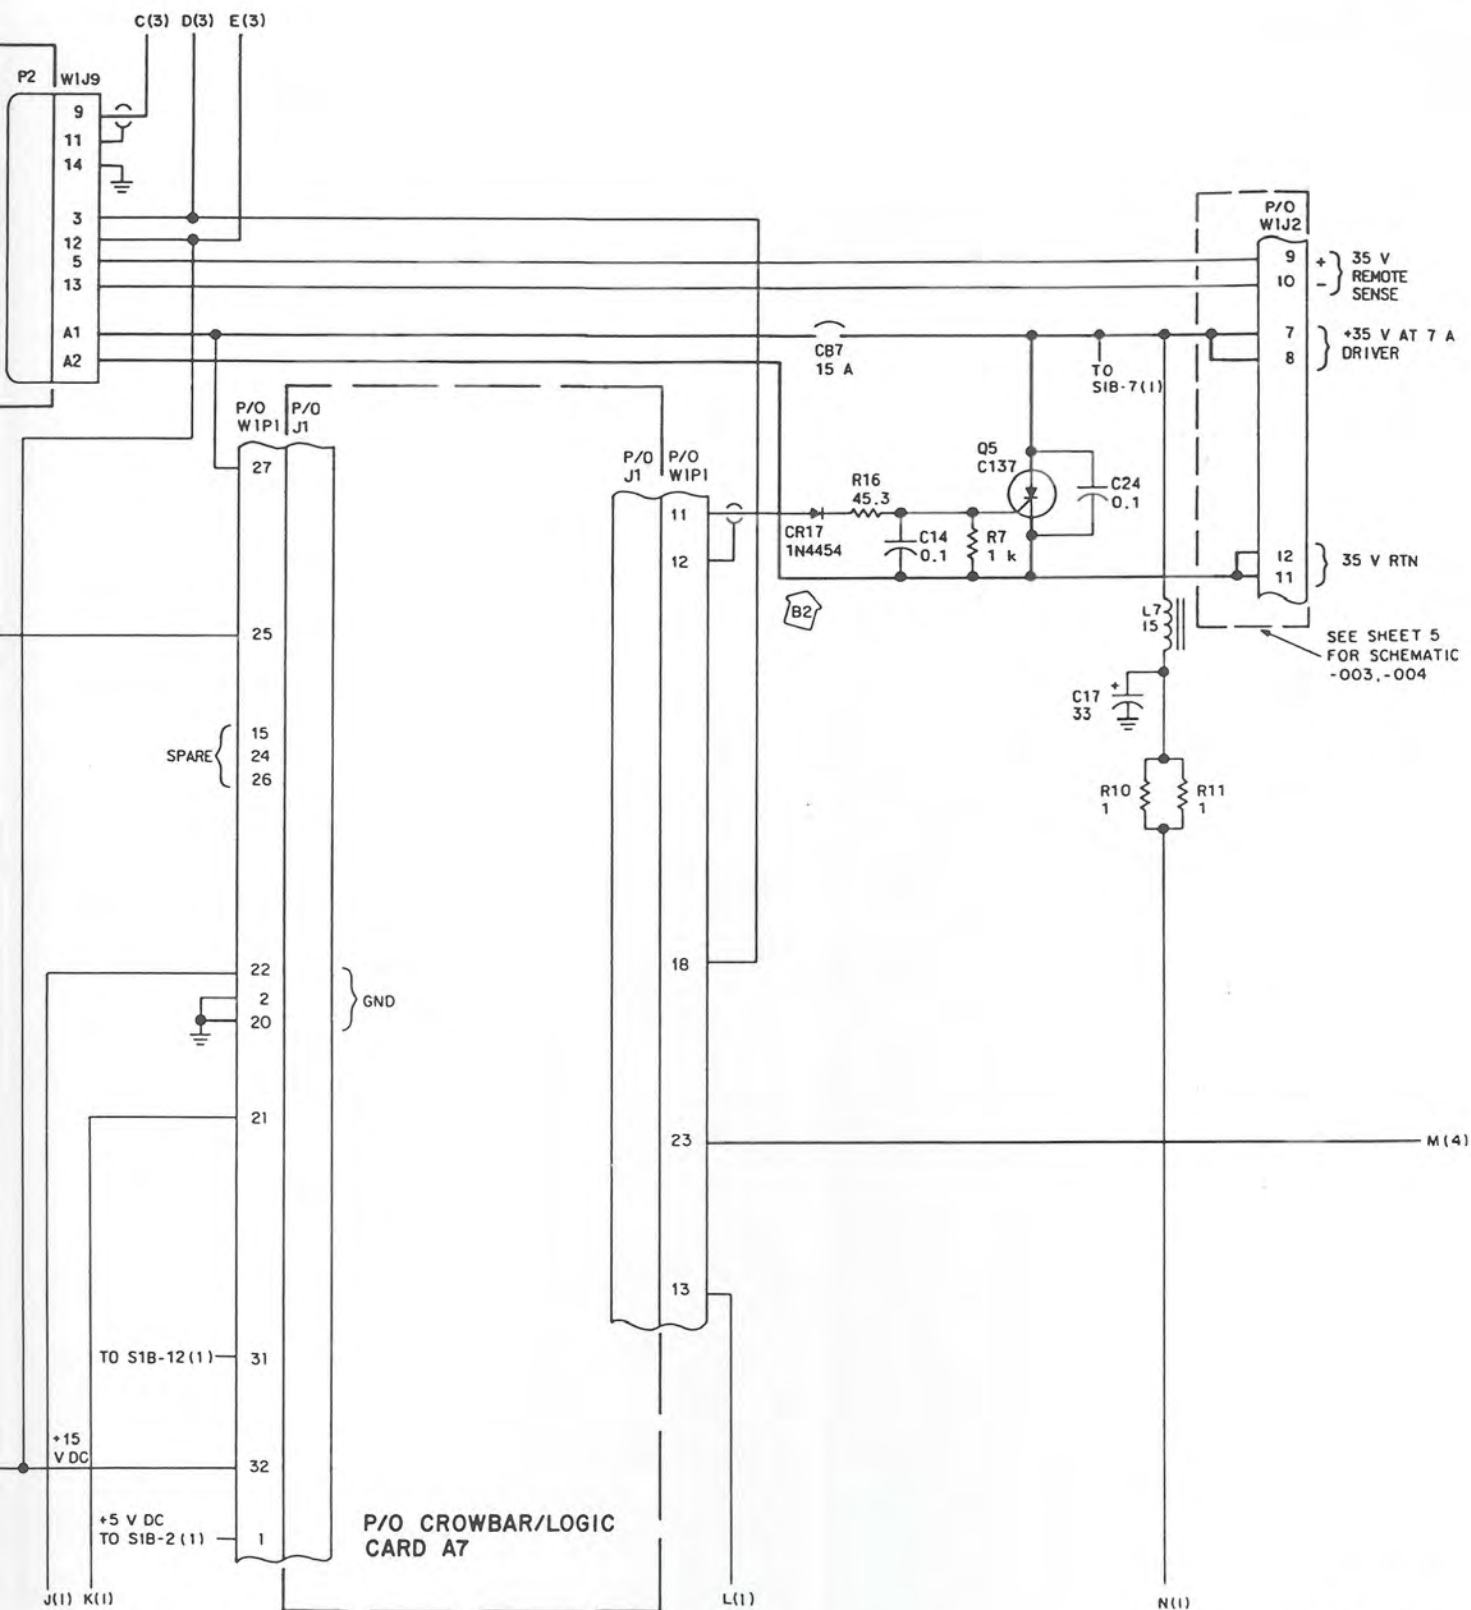 C(3) D(3) E(3)
P2 W1J9
9
11
14
3
12
5
13
A1
A2
P/O
W1J2
9
10
+
-
35 V
REMOTE
SENSE
7
8
+35 V AT 7 A
DRIVER
CB7
15 A
TO
S1B-7(1)
P/O
W1P1
P/O
J1
27
P/O
J1
P/O
W1P1
11
12
CR17
1N4454
R16
45.3
C14
0.1
R7
1 k
Q5
C137
C24
0.1
12
11
35 V RTN
B2
L7
15
SEE SHEET 5
FOR SCHEMATIC
-003,-004
25
+
C17
33
SPARE
15
24
26
R10
1
R11
1
22
2
20
GND
18
21
23
M(4)
13
TO S1B-12(1)
31
+15
V DC
32
+5 V DC
TO S1B-2(1)
1
P/O CROWBAR/LOGIC
CARD A7
J(1) K(1)
L(1)
N(1)